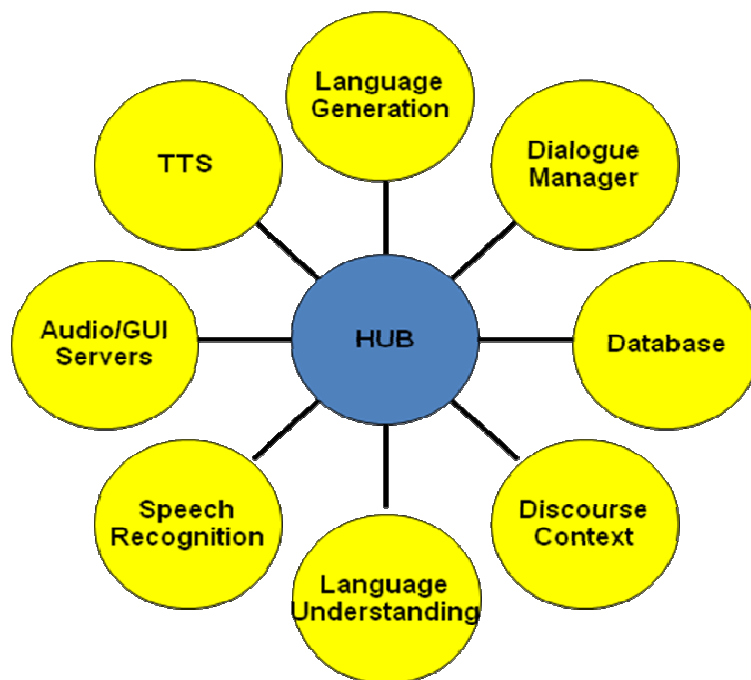 Language
Generation
TTS
Dialogue
Manager
Audio/GUI
Servers
HUB
Database
Speech
Recognition
Discourse
Context
Language
Understanding